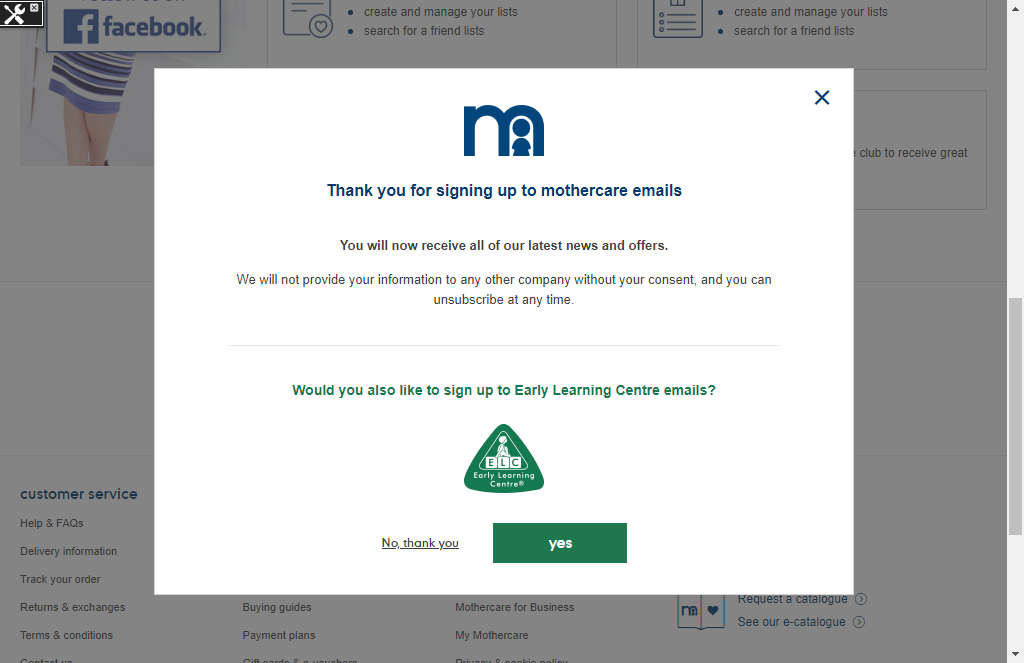 facebook.
create and manage your lists
search for a friend lists
create and manage your lists
search for a friend lists
club to receive great
Thank you for signing up to mothercare emails
You will now receive all of our latest news and offers.
We will not provide your information to any other company without your consent, and you can
unsubscribe at any time.
Would you also like to sign up to Early Learning Centre emails?
ELC
Early Learning
Centre®
No, thank you
yes
customer service
Help & FAQs
Delivery information
Track your order
Returns & exchanges
Terms & conditions
Contact us
Buying guides
Payment plans
Gift cards & e-vouchers
Mothercare for Business
My Mothercare
Privacy & cookie policy
Request a catalogue
See our e-catalogue